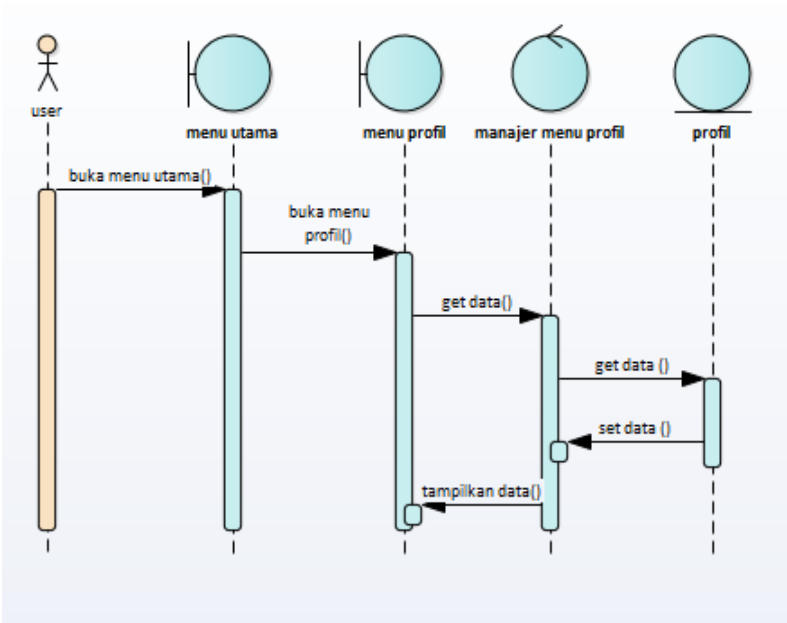 user
menu utama
menu profil
manajer menu profil
profil
buka menu utama()
buka menu
profil()
get data()
get data ()
set data ()
tampilkan data()